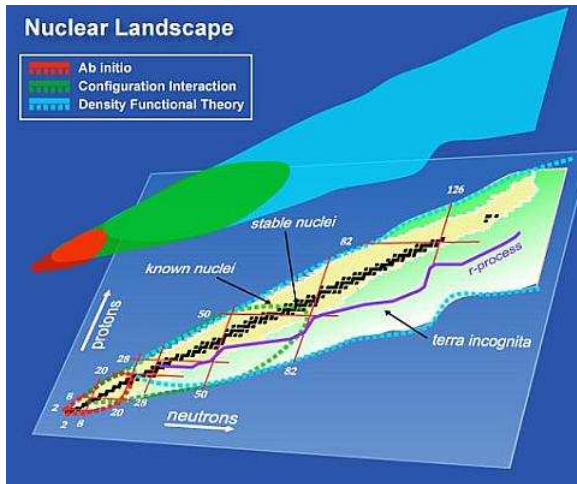 Nuclear Landscape
Ab initio
Configuration Interaction
Density Functional Theory
126
stable nuclei
82
r-process
known nuclei
50
terra incognita
protons
28
82
20
50
8
28
2
20
neutrons
8
2